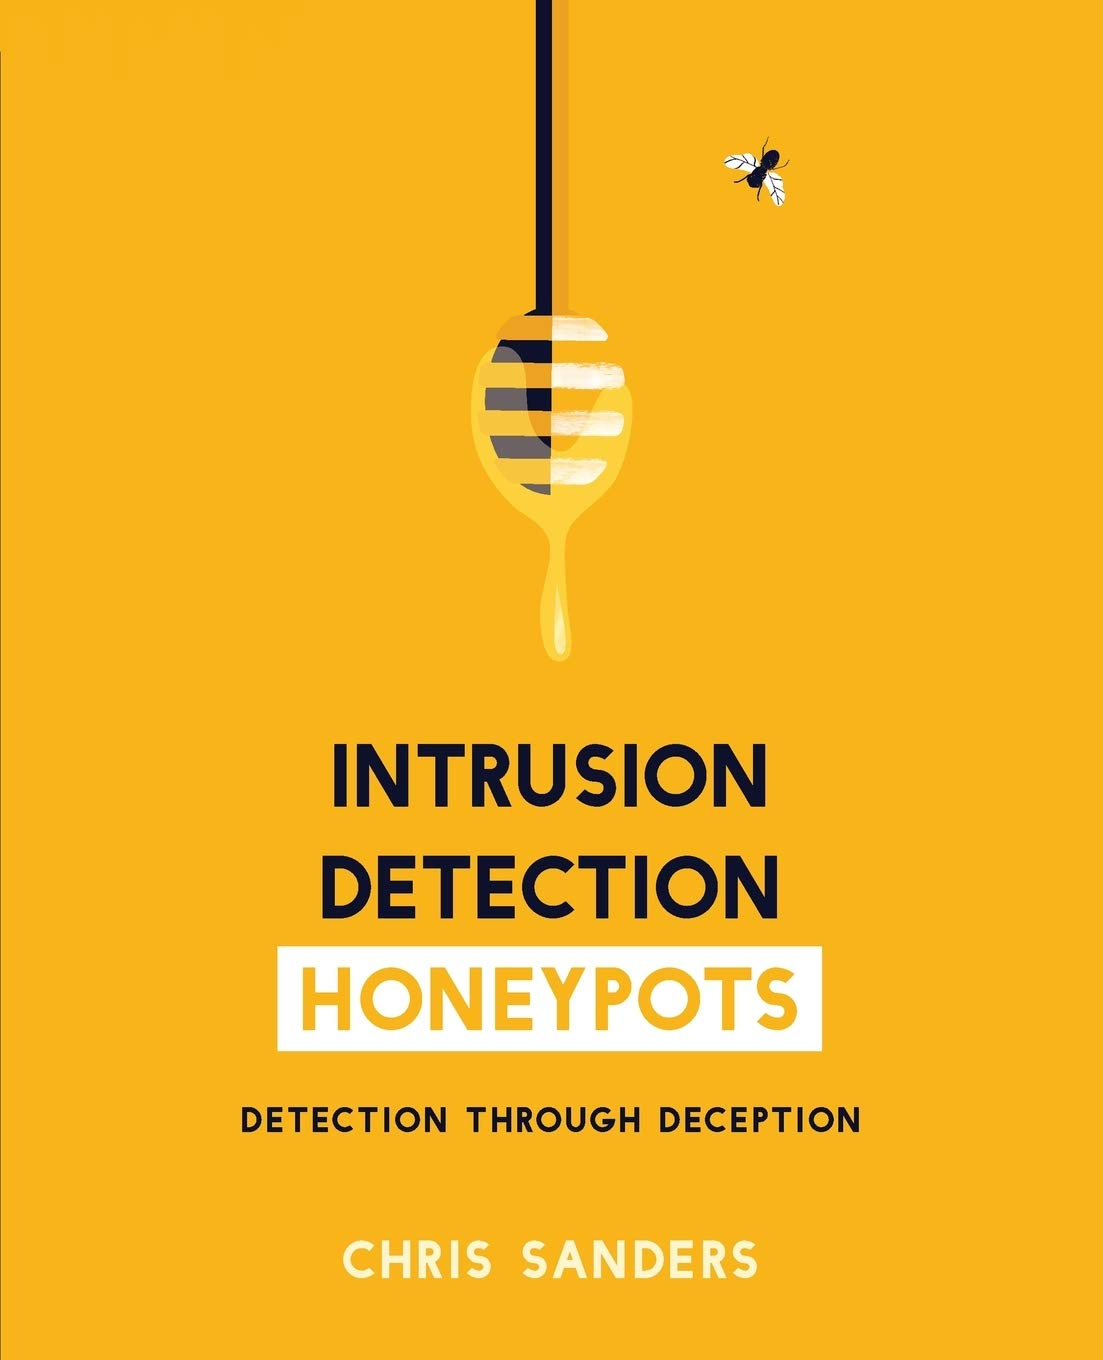 INTRUSION
DETECTION
HONEYPOTS
DETECTION THROUGH DECEPTION
CHRIS SANDERS